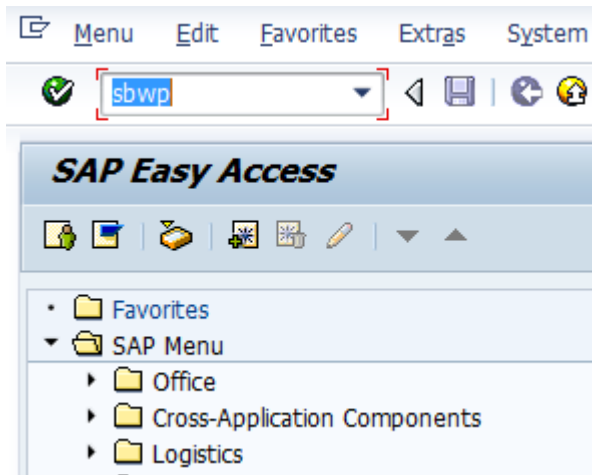 Menu Edit Favorites Extras System
sbwp
SAP Easy Access
Favorites
SAP Menu
Office
Cross-Application Components
Logistics